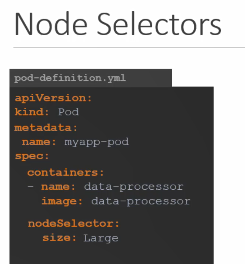 Node Selectors
pod-definition.yml
apiVersion:
kind: Pod
metadata:
 name: myapp-pod
spec:
  containers:
  - name: data-processor
    image: data-processor
  nodeSelector:
    size: Large